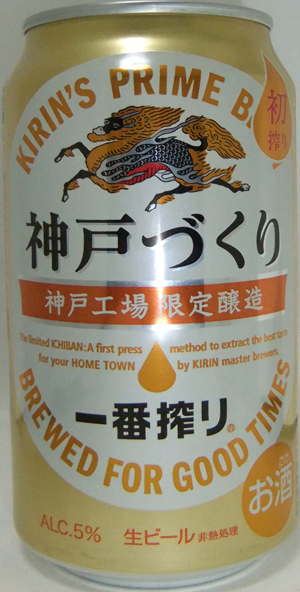 KIRIN'S PRIME B
初
搾り
神戸づくり
神戸工場 限定醸造
The limited ICHIBAN: A first press method to extract the best taste
for your HOME TOWN by KIRIN master brewers.
一番搾り®
BREWED FOR GOOD TIMES
さけ
お酒
ALC.5% 生ビール 非熱処理